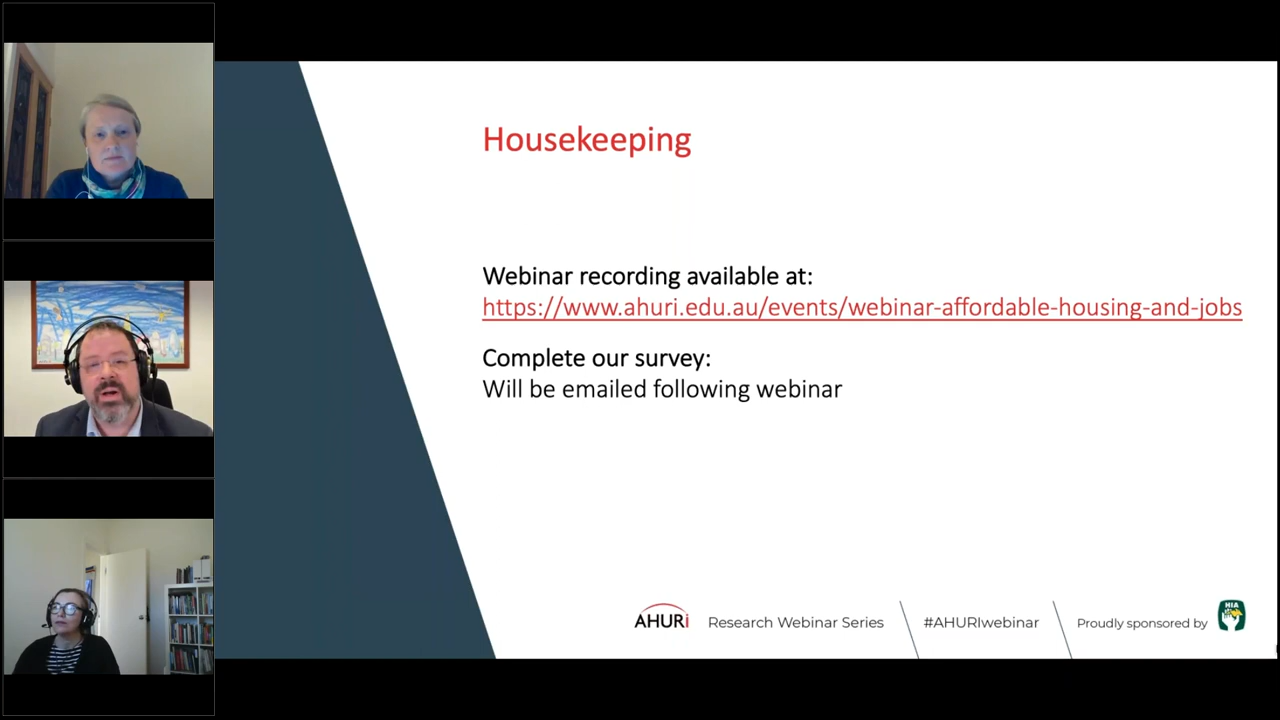 Housekeeping
Webinar recording available at:
https://www.ahuri.edu.au/events/webinar-affordable-housing-and-jobs
Complete our survey:
Will be emailed following webinar
AHURI
Research Webinar Series
#AHURIwebinar
Proudly sponsored by
HIA